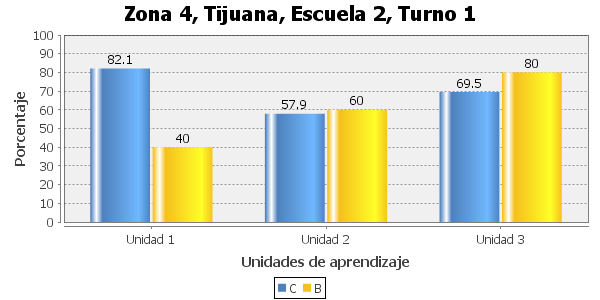 Zona 4, Tijuana, Escuela 2, Turno 1
Porcentaje
100
90
80
70
60
50
40
30
20
10
0
82.1
40
57.9
60
69.5
80
Unidad 1
Unidad 2
Unidad 3
Unidades de aprendizaje
C B